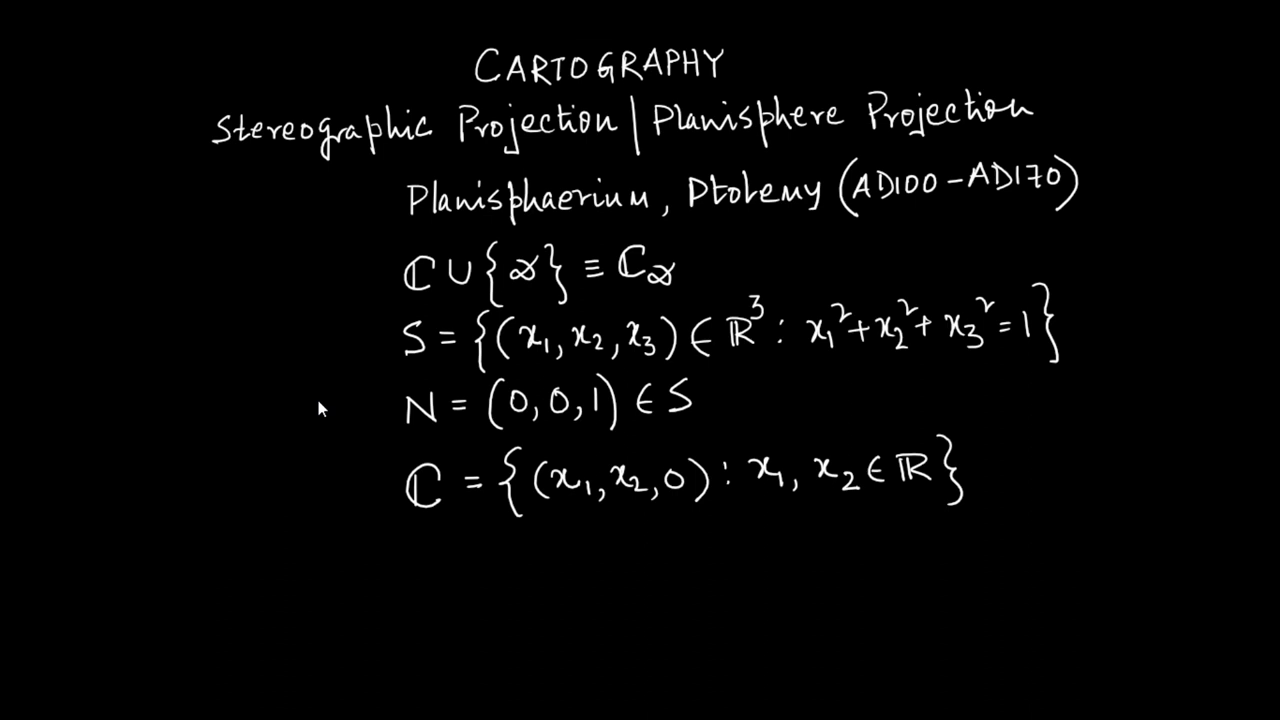 CARTOGRAPHY
Stereographic Projection | Planisphere Projection
Planisphaerium, Ptolemy (AD100 – AD170)
ℂ ∪ {∞} ≡ ℂ∞
S = {(x₁, x₂, x₃) ∈ ℝ³ : x₁² + x₂² + x₃² = 1}
N = (0, 0, 1) ∈ S
ℂ = {(x₁, x₂, 0) : x₁, x₂ ∈ ℝ}